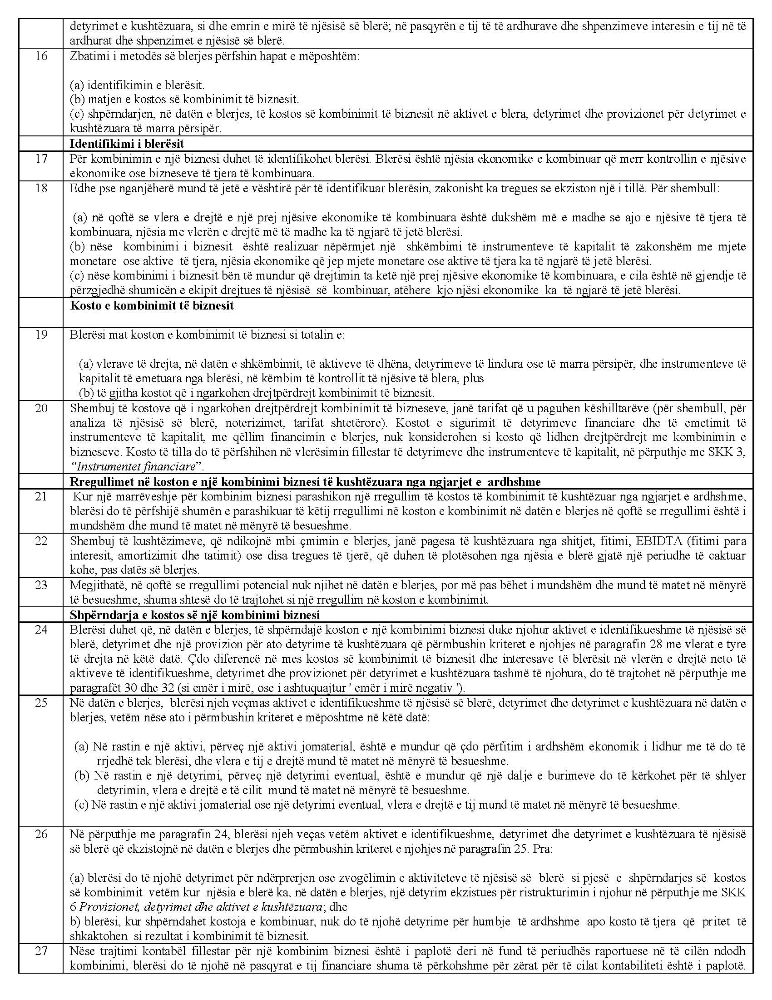 detyrimet e kushtëzuara, si dhe emrin e mirë të njësisë së blerë; në pasqyrën e tij të të ardhurave dhe shpenzimeve interesin e tij në të
ardhurat dhe shpenzimet e njësisë së blerë.
16 Zbatimi i metodës së blerjes përfshin hapat e mëposhtëm:
(a) identifikimin e blerësit.
(b) matjen e kostos së kombinimit të biznesit.
(c) shpërndarjen, në datën e blerjes, të kostos së kombinimit të biznesit në aktivet e blera, detyrimet dhe provizionet për detyrimet e
kushtëzuara të marra përsipër.
Identifikimi i blerësit
17 Për kombinimin e një biznesi duhet të identifikohet blerësi. Blerësi është njësia ekonomike e kombinuar që merr kontrollin e njësive
ekonomike ose bizneseve të tjera të kombinuara.
18 Edhe pse nganjëherë mund të jetë e vështirë për të identifikuar blerësin, zakonisht ka tregues se ekziston një i tillë. Për shembull:
(a) në qoftë se vlera e drejtë e një prej njësive ekonomike të kombinuara është dukshëm më e madhe se ajo e njësive të tjera të
kombinuara, njësia me vlerën e drejtë më të madhe ka të ngjarë të jetë blerësi.
(b) nëse kombinimi i biznesit është realizuar nëpërmjet një shkëmbimi të instrumenteve të kapitalit të zakonshëm me mjete
monetare ose aktive të tjera, njësia ekonomike që jep mjete monetare ose aktive të tjera ka të ngjarë të jetë blerësi.
(c) nëse kombinimi i biznesit bën të mundur që drejtimin ta ketë një prej njësive ekonomike të kombinuara, e cila është në gjendje të
përzgjedhë shumicën e ekipit drejtues të njësisë së kombinuar, atëhere kjo njësi ekonomike ka të ngjarë të jetë blerësi.
Kosto e kombinimit të biznesit
19 Blerësi mat koston e kombinimit të biznesi si totalin e:
(a) vlerave të drejta, në datën e shkëmbimit, të aktiveve të dhëna, detyrimeve të lindura ose të marra përsipër, dhe instrumenteve të
kapitalit të emetuara nga blerësi, në këmbim të kontrollit të njësive të blera, plus
(b) të gjitha kostot që i ngarkohen drejtpërdrejt kombinimit të biznesit.
20 Shembuj të kostove që i ngarkohen drejtpërdrejt kombinimit të bizneseve, janë tarifat që u paguhen këshilltarëve (për shembull, për
analiza të njësisë së blerë, noterizimet, tarifat shtetërore). Kostot e sigurimit të detyrimeve financiare dhe të emetimit të
instrumenteve të kapitalit, me qëllim financimin e blerjes, nuk konsiderohen si kosto që lidhen drejtpërdrejt me kombinimin e
bizneseve. Kosto të tilla do të përfshihen në vlerësimin fillestar të detyrimeve dhe instrumenteve të kapitalit, në përputhje me SKK 3,
“Instrumentet financiare”.
Rregullimet në koston e një kombinimi biznesi të kushtëzuara nga ngjarjet e ardhshme
21 Kur një marrëveshje për kombinim biznesi parashikon një rregullim të kostos të kombinimit të kushtëzuar nga ngjarjet e ardhshme,
blerësi do të përfshijë shumën e parashikuar të këtij rregullimi në koston e kombinimit në datën e blerjes në qoftë se rregullimi është i
mundshëm dhe mund të matet në mënyrë të besueshme.
22 Shembuj të kushtëzimeve, që ndikojnë mbi çmimin e blerjes, janë pagesa të kushtëzuara nga shitjet, fitimi, EBIDTA (fitimi para
interesit, amortizimit dhe tatimit) ose disa tregues të tjerë, që duhen të plotësohen nga njësia e blerë gjatë një periudhe të caktuar
kohe, pas datës së blerjes.
23 Megjithatë, në qoftë se rregullimi potencial nuk njihet në datën e blerjes, por më pas bëhet i mundshëm dhe mund të matet në mënyrë
të besueshme, shuma shtesë do të trajtohet si një rregullim në koston e kombinimit.
Shpërndarja e kostos së një kombinimi biznesi
24 Blerësi duhet që, në datën e blerjes, të shpërndajë koston e një kombinimi biznesi duke njohur aktivet e identifikueshme të njësisë së
blerë, detyrimet dhe një provizion për ato detyrime të kushtëzuara që përmbushin kriteret e njohjes në paragrafin 28 me vlerat e tyre
të drejta në këtë datë. Çdo diferencë në mes kostos së kombinimit të biznesit dhe interesave të blerësit në vlerën e drejtë neto të
aktiveve të identifikueshme, detyrimet dhe provizionet për detyrimet e kushtëzuara tashmë të njohura, do të trajtohet në përputhje me
paragrafët 30 dhe 32 (si emër i mirë, ose i ashtuquajtur ' emër i mirë negativ ').
25 Në datën e blerjes, blerësi njeh veçmas aktivet e identifikueshme të njësisë së blerë, detyrimet dhe detyrimet e kushtëzuara në datën e
blerjes, vetëm nëse ato i përmbushin kriteret e mëposhtme në këtë datë:
(a) Në rastin e një aktivi, përveç një aktivi jomaterial, është e mundur që çdo përfitim i ardhshëm ekonomik i lidhur me të do të
rrjedhë tek blerësi, dhe vlera e tij e drejtë mund të matet në mënyrë të besueshme.
(b) Në rastin e një detyrimi, përveç një detyrimi eventual, është e mundur që një dalje e burimeve do të kërkohet për të shlyer
detyrimin, vlera e drejtë e të cilit mund të matet në mënyrë të besueshme.
(c) Në rastin e një aktivi jomaterial ose një detyrimi eventual, vlera e drejtë e tij mund të matet në mënyrë të besueshme.
26 Në përputhje me paragrafin 24, blerësi njeh veças vetëm aktivet e identifikueshme, detyrimet dhe detyrimet e kushtëzuara të njësisë
së blerë që ekzistojnë në datën e blerjes dhe përmbushin kriteret e njohjes në paragrafin 25. Pra:
(a) blerësi do të njohë detyrimet për ndërprerjen ose zvogëlimin e aktiviteteve të njësisë së blerë si pjesë e shpërndarjes së kostos
së kombinimit vetëm kur njësia e blerë ka, në datën e blerjes, një detyrim ekzistues për ristrukturimin i njohur në përputhje me SKK
6 Provizionet, detyrimet dhe aktivet e kushtëzuara; dhe
b) blerësi, kur shpërndahet kostoja e kombinuar, nuk do të njohë detyrime për humbje të ardhshme apo kosto të tjera që pritet të
shkaktohen si rezultat i kombinimit të biznesit.
27 Nëse trajtimi kontabël fillestar për një kombinim biznesi është i paplotë deri në fund të periudhës raportuese në të cilën ndodh
kombinimi, blerësi do të njohë në pasqyrat e tij financiare shuma të përkohshme për zërat për të cilat kontabiliteti është i paplotë.